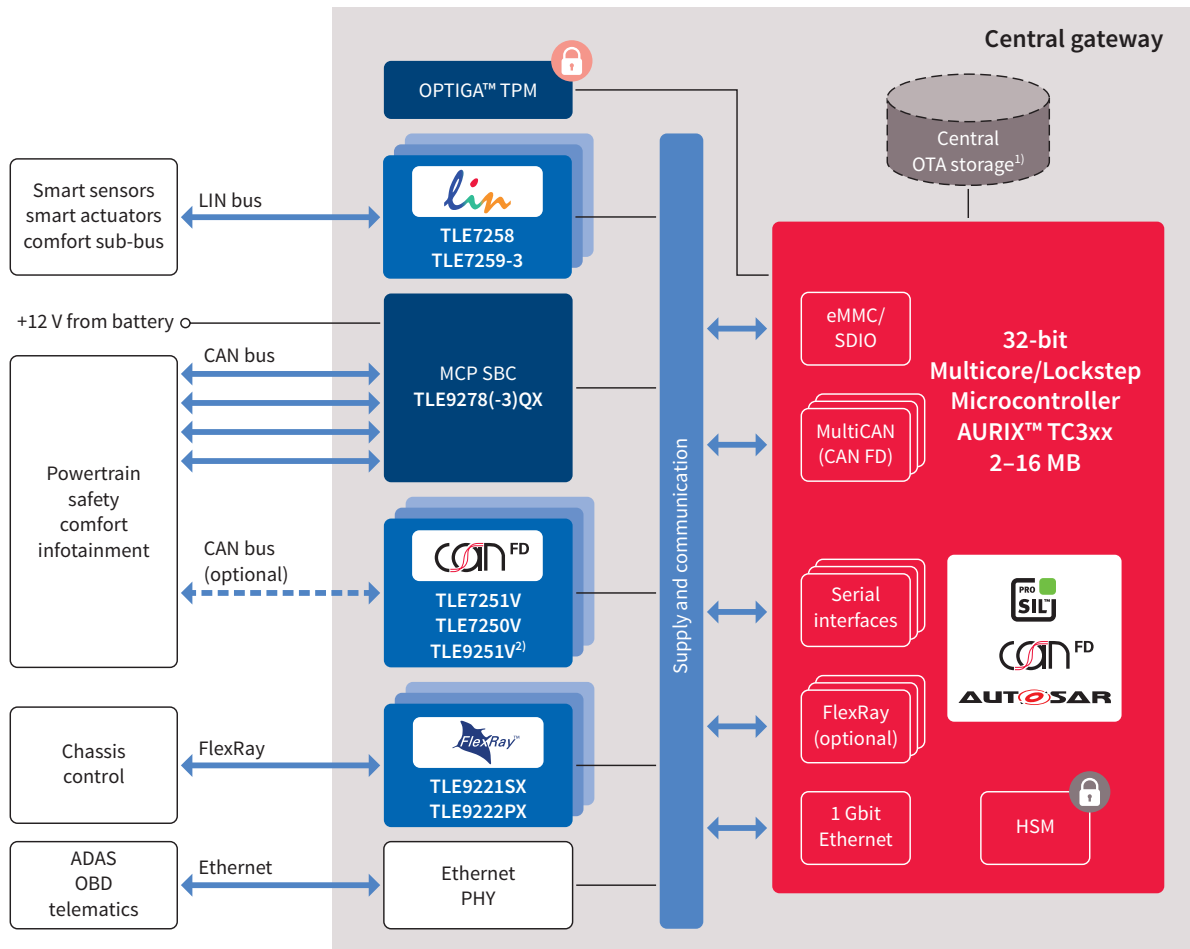 Central gateway
OPTIGA™ TPM
Central
OTA storage1)
Smart sensors
smart actuators
comfort sub-bus
LIN bus
lin
TLE7258
TLE7259-3
+12 V from battery
CAN bus
MCP SBC
TLE9278(-3)QX
Powertrain
safety
comfort
infotainment
CAN bus
(optional)
CAN FD
TLE7251V
TLE7250V
TLE9251V2)
Chassis
control
FlexRay
FlexRay™
TLE9221SX
TLE9222PX
ADAS
OBD
telematics
Ethernet
Ethernet
PHY
Supply and communication
eMMC/
SDIO
MultiCAN
(CAN FD)
Serial
interfaces
FlexRay
(optional)
1 Gbit
Ethernet
32-bit
Multicore/Lockstep
Microcontroller
AURIX™ TC3xx
2–16 MB
PRO
SIL™
CAN FD
AUTOSAR
HSM